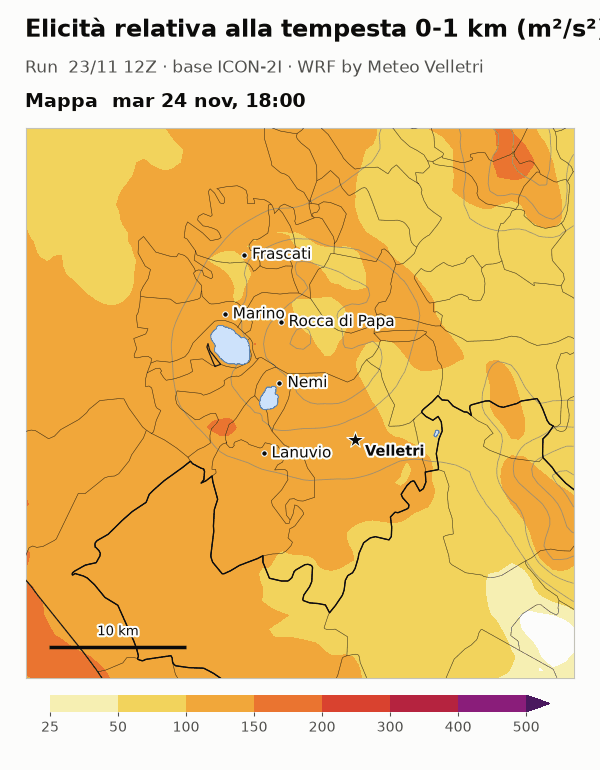 Elicità relativa alla tempesta 0-1 km (m²/s²)
Run 23/11 12Z · base ICON-2I · WRF by Meteo Velletri
Mappa mar 24 nov, 18:00
Frascati
Marino
Rocca di Papa
Nemi
Lanuvio
Velletri
10 km
25 50 100 150 200 300 400 500